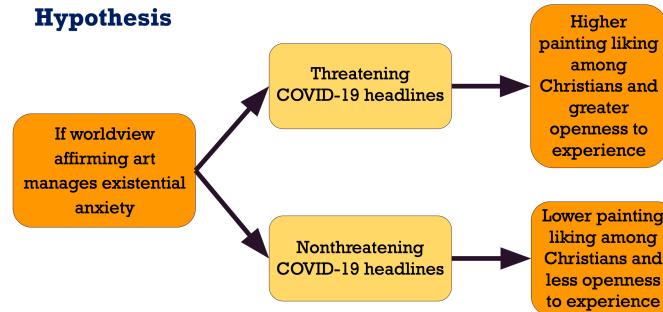 Hypothesis
If worldview
affirming art
manages existential
anxiety
Threatening
COVID-19 headlines
Nonthreatening
COVID-19 headlines
Higher
painting liking
among
Christians and
greater
openness to
experience
Lower painting
liking among
Christians and
less openness
to experience